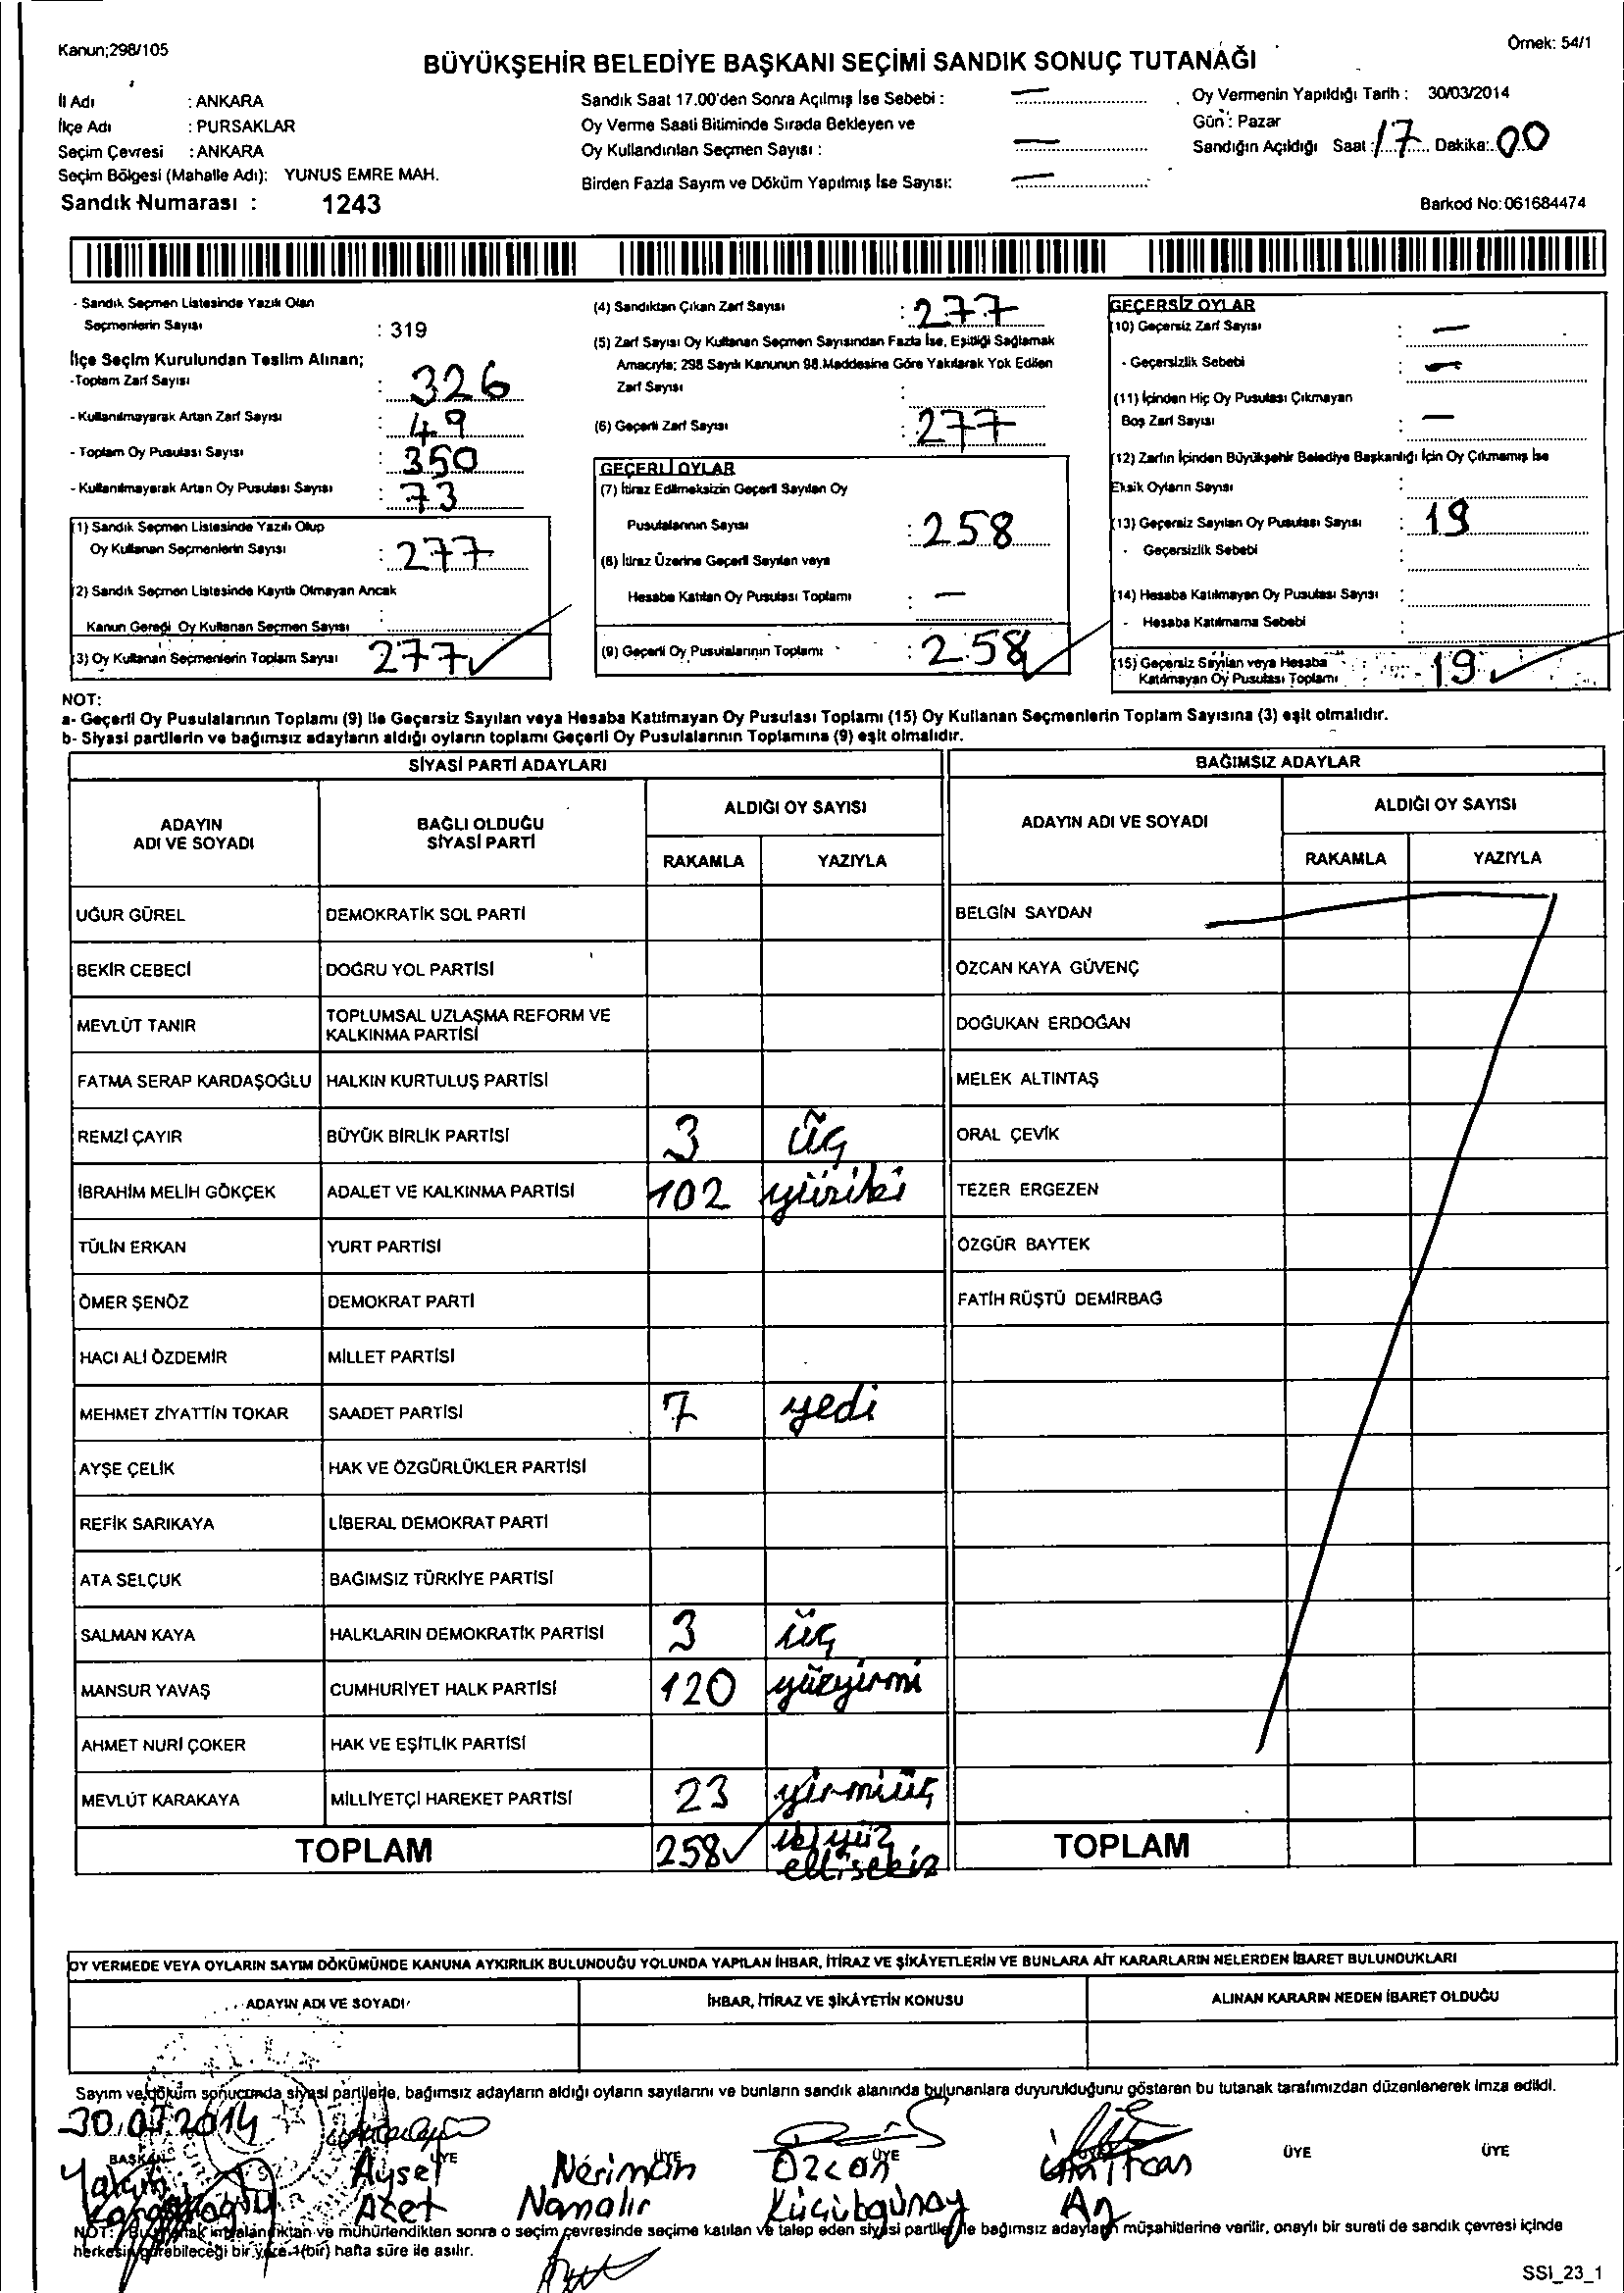 Kanun;298/105
Örnek: 54/1
BÜYÜKŞEHİR BELEDİYE BAŞKANI SEÇİMİ SANDIK SONUÇ TUTANAĞI
İl Adı : ANKARA
İlçe Adı : PURSAKLAR
Seçim Çevresi : ANKARA
Seçim Bölgesi (Mahalle Adı): YUNUS EMRE MAH.
Sandık Numarası : 1243
Sandık Saat 17.00'den Sonra Açılmış İse Sebebi : —
Oy Verme Saati Bitiminde Sırada Bekleyen ve
Oy Kullandırılan Seçmen Sayısı : —
Birden Fazla Sayım ve Döküm Yapılmış İse Sayısı: —
Oy Vermenin Yapıldığı Tarih : 30/03/2014
Gün : Pazar
Sandığın Açıldığı Saat : 17 Dakika: 00
Barkod No:061684474
- Sandık Seçmen Listesinde Yazılı Olan
Seçmenlerin Sayısı : 319
İlçe Seçim Kurulundan Teslim Alınan;
-Toplam Zarf Sayısı : 326
- Kullanılmayarak Artan Zarf Sayısı : 49
- Toplam Oy Pusulası Sayısı : 350
- Kullanılmayarak Artan Oy Pusulası Sayısı : 73
(1) Sandık Seçmen Listesinde Yazılı Olup
Oy Kullanan Seçmenlerin Sayısı : 277
(2) Sandık Seçmen Listesinde Kayıtlı Olmayan Ancak
Kanun Gereği Oy Kullanan Seçmen Sayısı :
(3) Oy Kullanan Seçmenlerin Toplam Sayısı 277
(4) Sandıktan Çıkan Zarf Sayısı : 277
(5) Zarf Sayısı Oy Kullanan Seçmen Sayısından Fazla İse, Eşitliği Sağlamak
Amacıyla; 298 Sayılı Kanunun 98.Maddesine Göre Yakılarak Yok Edilen
Zarf Sayısı :
(6) Geçerli Zarf Sayısı : 277
GEÇERLİ OYLAR
(7) İtiraz Edilmeksizin Geçerli Sayılan Oy
Pusulalarının Sayısı : 258
(8) İtiraz Üzerine Geçerli Sayılan veya
Hesaba Katılan Oy Pusulası Toplamı : —
(9) Geçerli Oy Pusulalarının Toplamı : 258
GEÇERSİZ OYLAR
(10) Geçersiz Zarf Sayısı : —
- Geçersizlik Sebebi : —
(11) İçinden Hiç Oy Pusulası Çıkmayan
Boş Zarf Sayısı : —
(12) Zarfın İçinden Büyükşehir Belediye Başkanlığı İçin Oy Çıkmamış İse
Eksik Oyların Sayısı :
(13) Geçersiz Sayılan Oy Pusulası Sayısı : 19
- Geçersizlik Sebebi :
(14) Hesaba Katılmayan Oy Pusulası Sayısı :
- Hesaba Katılmama Sebebi :
(15) Geçersiz Sayılan veya Hesaba
Katılmayan Oy Pusulası Toplamı : 19
NOT:
a- Geçerli Oy Pusulalarının Toplamı (9) ile Geçersiz Sayılan veya Hesaba Katılmayan Oy Pusulası Toplamı (15) Oy Kullanan Seçmenlerin Toplam Sayısına (3) eşit olmalıdır.
b- Siyasi partilerin ve bağımsız adayların aldığı oyların toplamı Geçerli Oy Pusulalarının Toplamına (9) eşit olmalıdır.
SİYASİ PARTİ ADAYLARI
BAĞIMSIZ ADAYLAR
ADAYIN ADI VE SOYADI
BAĞLI OLDUĞU SİYASİ PARTİ
ALDIĞI OY SAYISI
RAKAMLA YAZIYLA
ADAYIN ADI VE SOYADI
ALDIĞI OY SAYISI
RAKAMLA YAZIYLA
UĞUR GÜREL DEMOKRATİK SOL PARTİ BELGİN SAYDAN
BEKİR CEBECİ DOĞRU YOL PARTİSİ ÖZCAN KAYA GÜVENÇ
MEVLÜT TANIR TOPLUMSAL UZLAŞMA REFORM VE KALKINMA PARTİSİ DOĞUKAN ERDOĞAN
FATMA SERAP KARDAŞOĞLU HALKIN KURTULUŞ PARTİSİ MELEK ALTINTAŞ
REMZİ ÇAYIR BÜYÜK BİRLİK PARTİSİ 3 üç ORAL ÇEVİK
İBRAHİM MELİH GÖKÇEK ADALET VE KALKINMA PARTİSİ 102 yüziki TEZER ERGEZEN
TÜLİN ERKAN YURT PARTİSİ ÖZGÜR BAYTEK
ÖMER ŞENÖZ DEMOKRAT PARTİ FATİH RÜŞTÜ DEMİRBAĞ
HACI ALİ ÖZDEMİR MİLLET PARTİSİ
MEHMET ZİYATTİN TOKAR SAADET PARTİSİ 7 yedi
AYŞE ÇELİK HAK VE ÖZGÜRLÜKLER PARTİSİ
REFİK SARIKAYA LİBERAL DEMOKRAT PARTİ
ATA SELÇUK BAĞIMSIZ TÜRKİYE PARTİSİ
SALMAN KAYA HALKLARIN DEMOKRATİK PARTİSİ 3 üç
MANSUR YAVAŞ CUMHURİYET HALK PARTİSİ 120 yüzyirmi
AHMET NURİ ÇOKER HAK VE EŞİTLİK PARTİSİ
MEVLÜT KARAKAYA MİLLİYETÇİ HAREKET PARTİSİ 23 yirmiüç
TOPLAM 258 ikiyüz ellisekiz TOPLAM
OY VERMEDE VEYA OYLARIN SAYIM DÖKÜMÜNDE KANUNA AYKIRILIK BULUNDUĞU YOLUNDA YAPILAN İHBAR, İTİRAZ VE ŞİKÂYETLERİN VE BUNLARA AİT KARARLARIN NELERDEN İBARET BULUNDUKLARI
ADAYIN ADI VE SOYADI İHBAR, İTİRAZ VE ŞİKÂYETİN KONUSU ALINAN KARARIN NEDEN İBARET OLDUĞU
Sayım ve döküm sonucunda siyasi partilerle, bağımsız adayların aldığı oyların sayılarını ve bunların sandık alanında bulunanlara duyurulduğunu gösteren bu tutanak tarafımızdan düzenlenerek imza edildi.
BAŞKAN ÜYE ÜYE ÜYE ÜYE ÜYE ÜYE
Aysel Neriman Özcan
Namalır Küçükgünay
NOT: Bu tutanak imzalandıktan ve mühürlendikten sonra o seçim çevresinde seçime katılan ve talep eden siyasi partiler ile bağımsız adayların müşahitlerine verilir, onaylı bir sureti de sandık çevresi içinde
herkesin görebileceği bir yere 1(bir) hafta süre ile asılır.
SSI_23_1